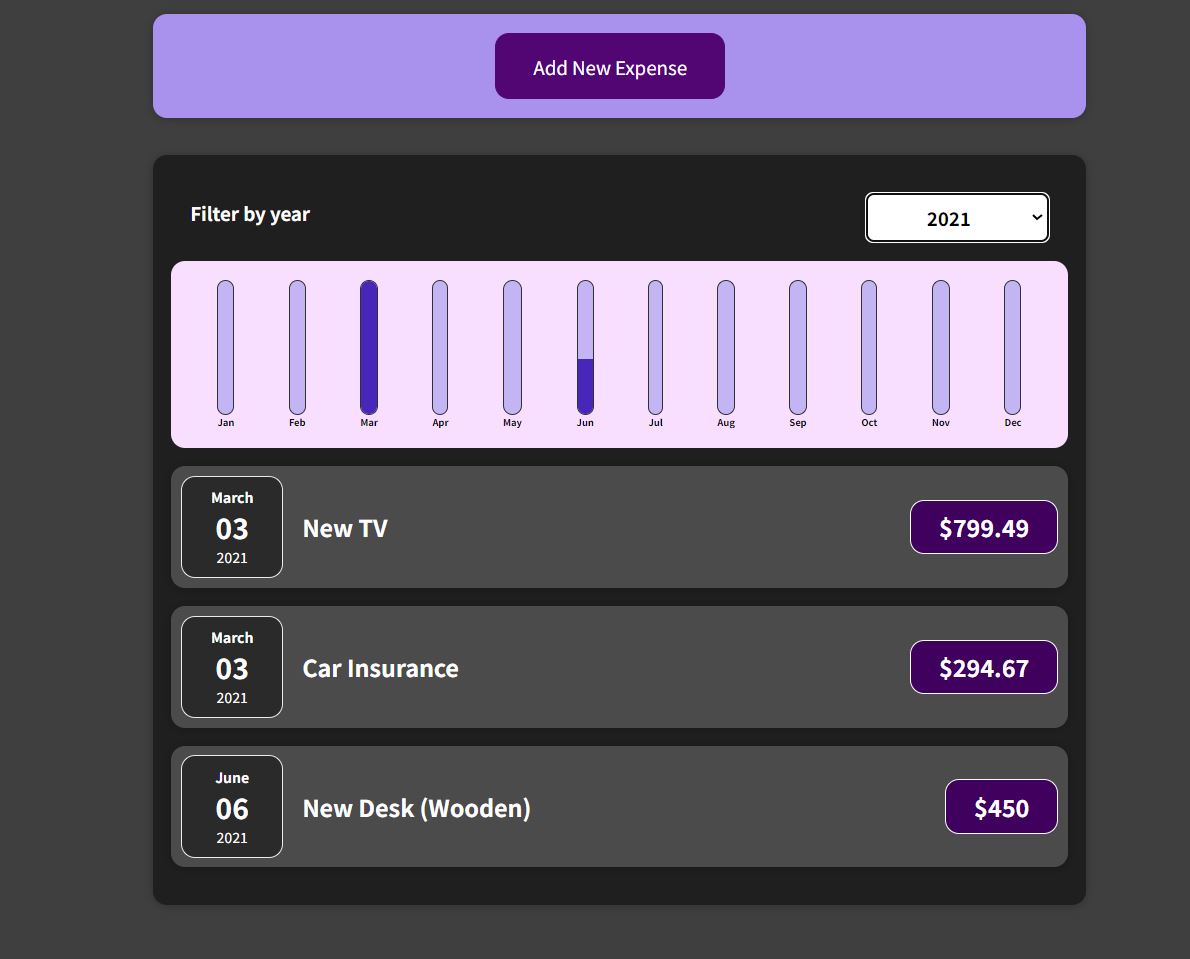 Add New Expense
Filter by year
2021
Jan Feb Mar Apr May Jun Jul Aug Sep Oct Nov Dec
March
03
2021
New TV
$799.49
March
03
2021
Car Insurance
$294.67
June
06
2021
New Desk (Wooden)
$450